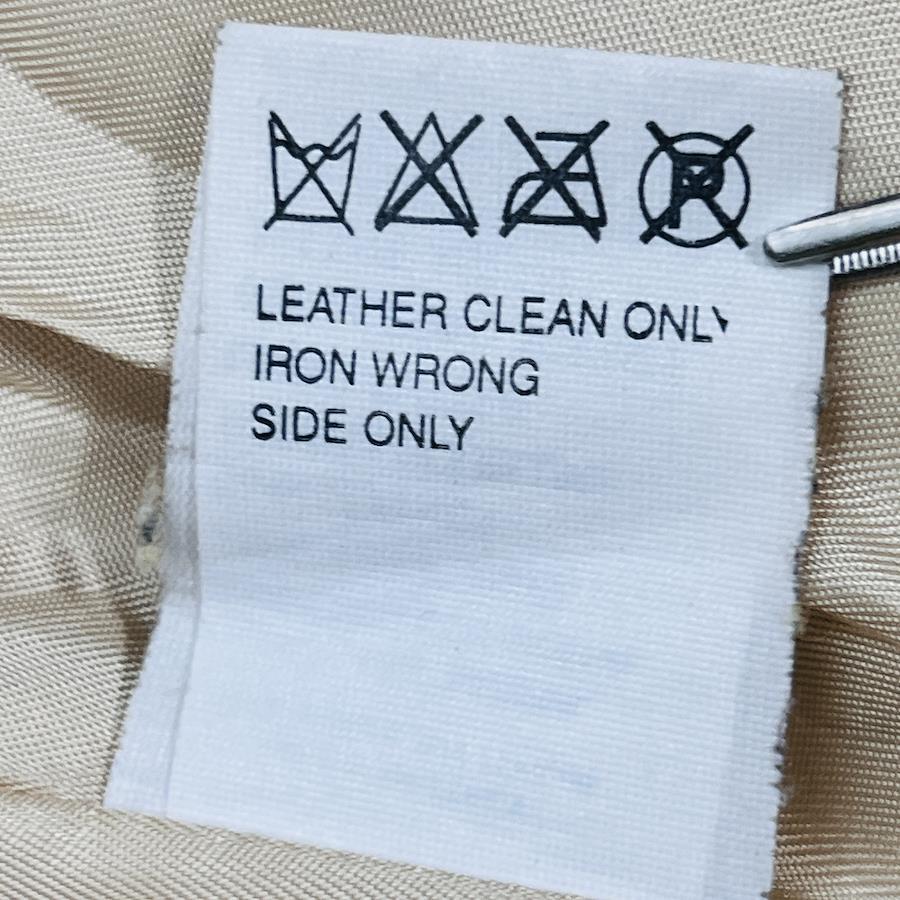 P
LEATHER CLEAN ONLY
IRON WRONG
SIDE ONLY